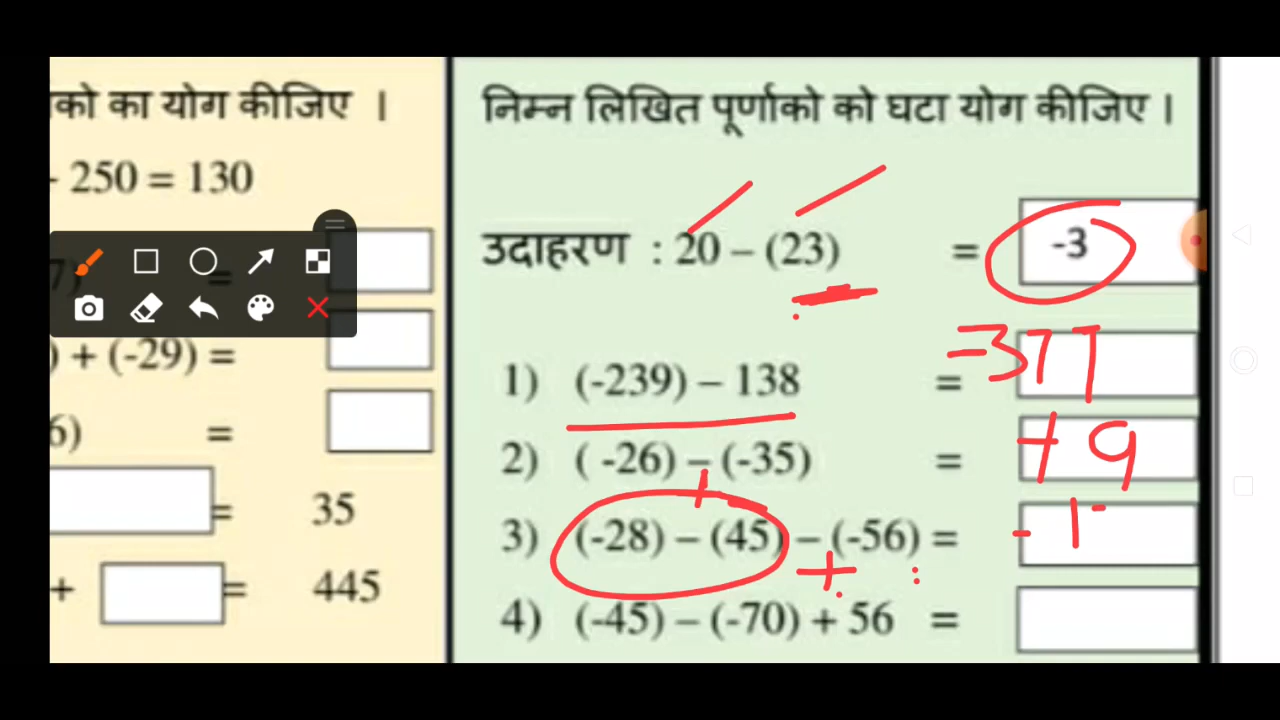 को का योग कीजिए ।
- 250 = 130
7) =
) + (-29) =
6) =
= 35
+ = 445
निम्न लिखित पूर्णाको को घटा योग कीजिए ।
उदाहरण : 20 – (23) = -3
1) (-239) – 138 = -377
2) ( -26) – (-35) = +9
+
3) (-28) – (45) – (-56) = -1
+
4) (-45) – (-70) + 56 =